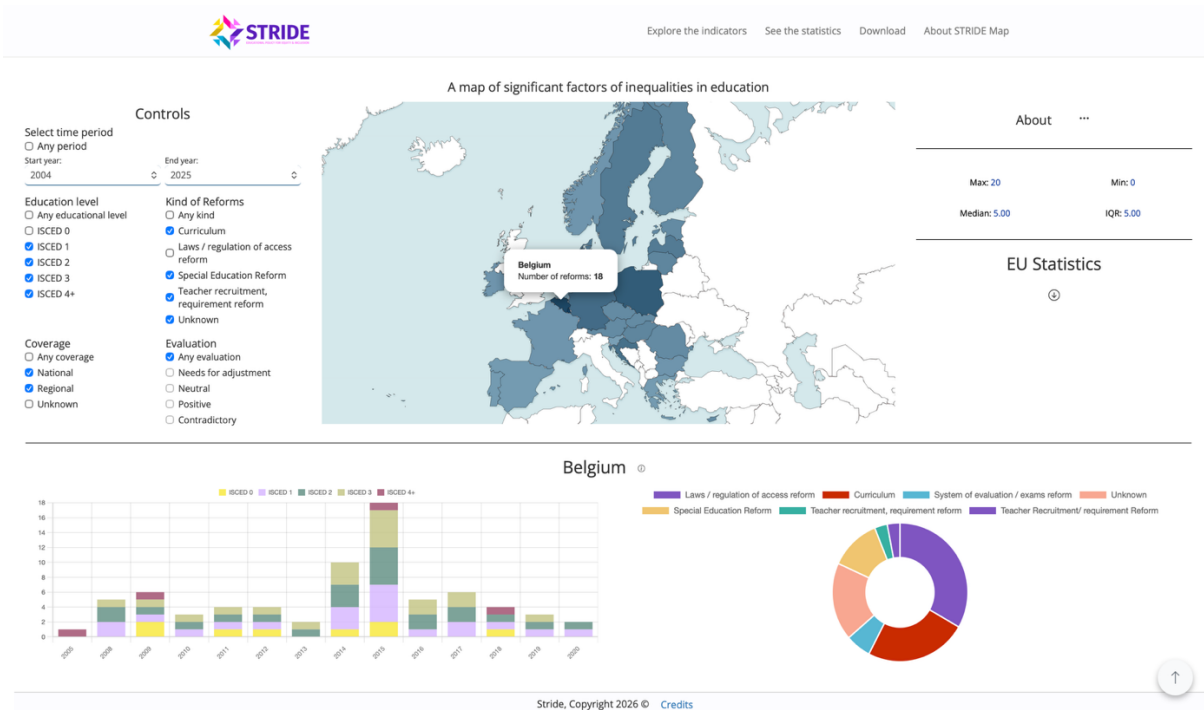 STRIDE
Explore the indicators See the statistics Download About STRIDE Map
A map of significant factors of inequalities in education
Controls
Select time period
Any period
Start year: End year:
2004 2025
Education level
Any educational level
ISCED 0
ISCED 1
ISCED 2
ISCED 3
ISCED 4+
Kind of Reforms
Any kind
Curriculum
Laws / regulation of access
reform
Special Education Reform
Teacher recruitment,
requirement reform
Unknown
Coverage
Any coverage
National
Regional
Unknown
Evaluation
Any evaluation
Needs for adjustment
Neutral
Positive
Contradictory
Belgium
Number of reforms: 18
About ...
Max: 20 Min: 0
Median: 5.00 IQR: 5.00
EU Statistics
Belgium
ISCED 0 ISCED 1 ISCED 2 ISCED 3 ISCED 4+
18
16
14
12
10
8
6
4
2
0
2005 2008 2009 2010 2011 2012 2013 2014 2015 2016 2017 2018 2019 2020
Laws / regulation of access reform Curriculum System of evaluation / exams reform Unknown
Special Education Reform Teacher recruitment, requirement reform Teacher Recruitment/ requirement Reform
Stride, Copyright 2026 © Credits